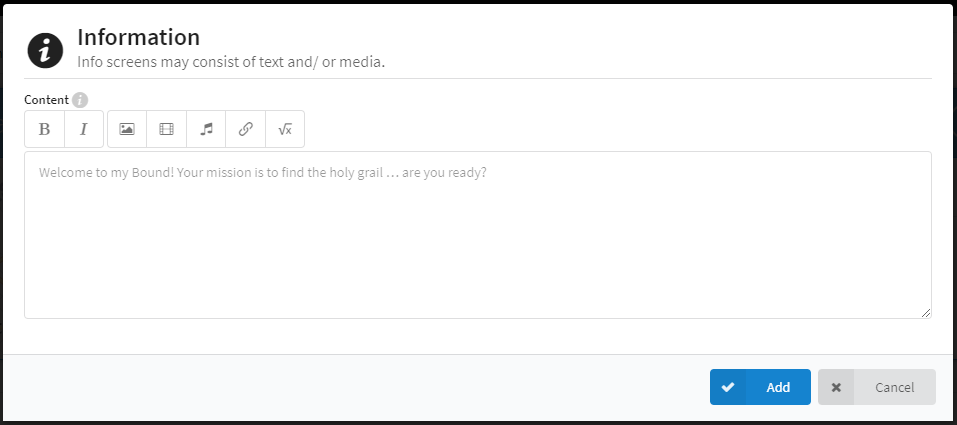 Information
Info screens may consist of text and/ or media.
Content
B I √x
Welcome to my Bound! Your mission is to find the holy grail … are you ready?
Add Cancel